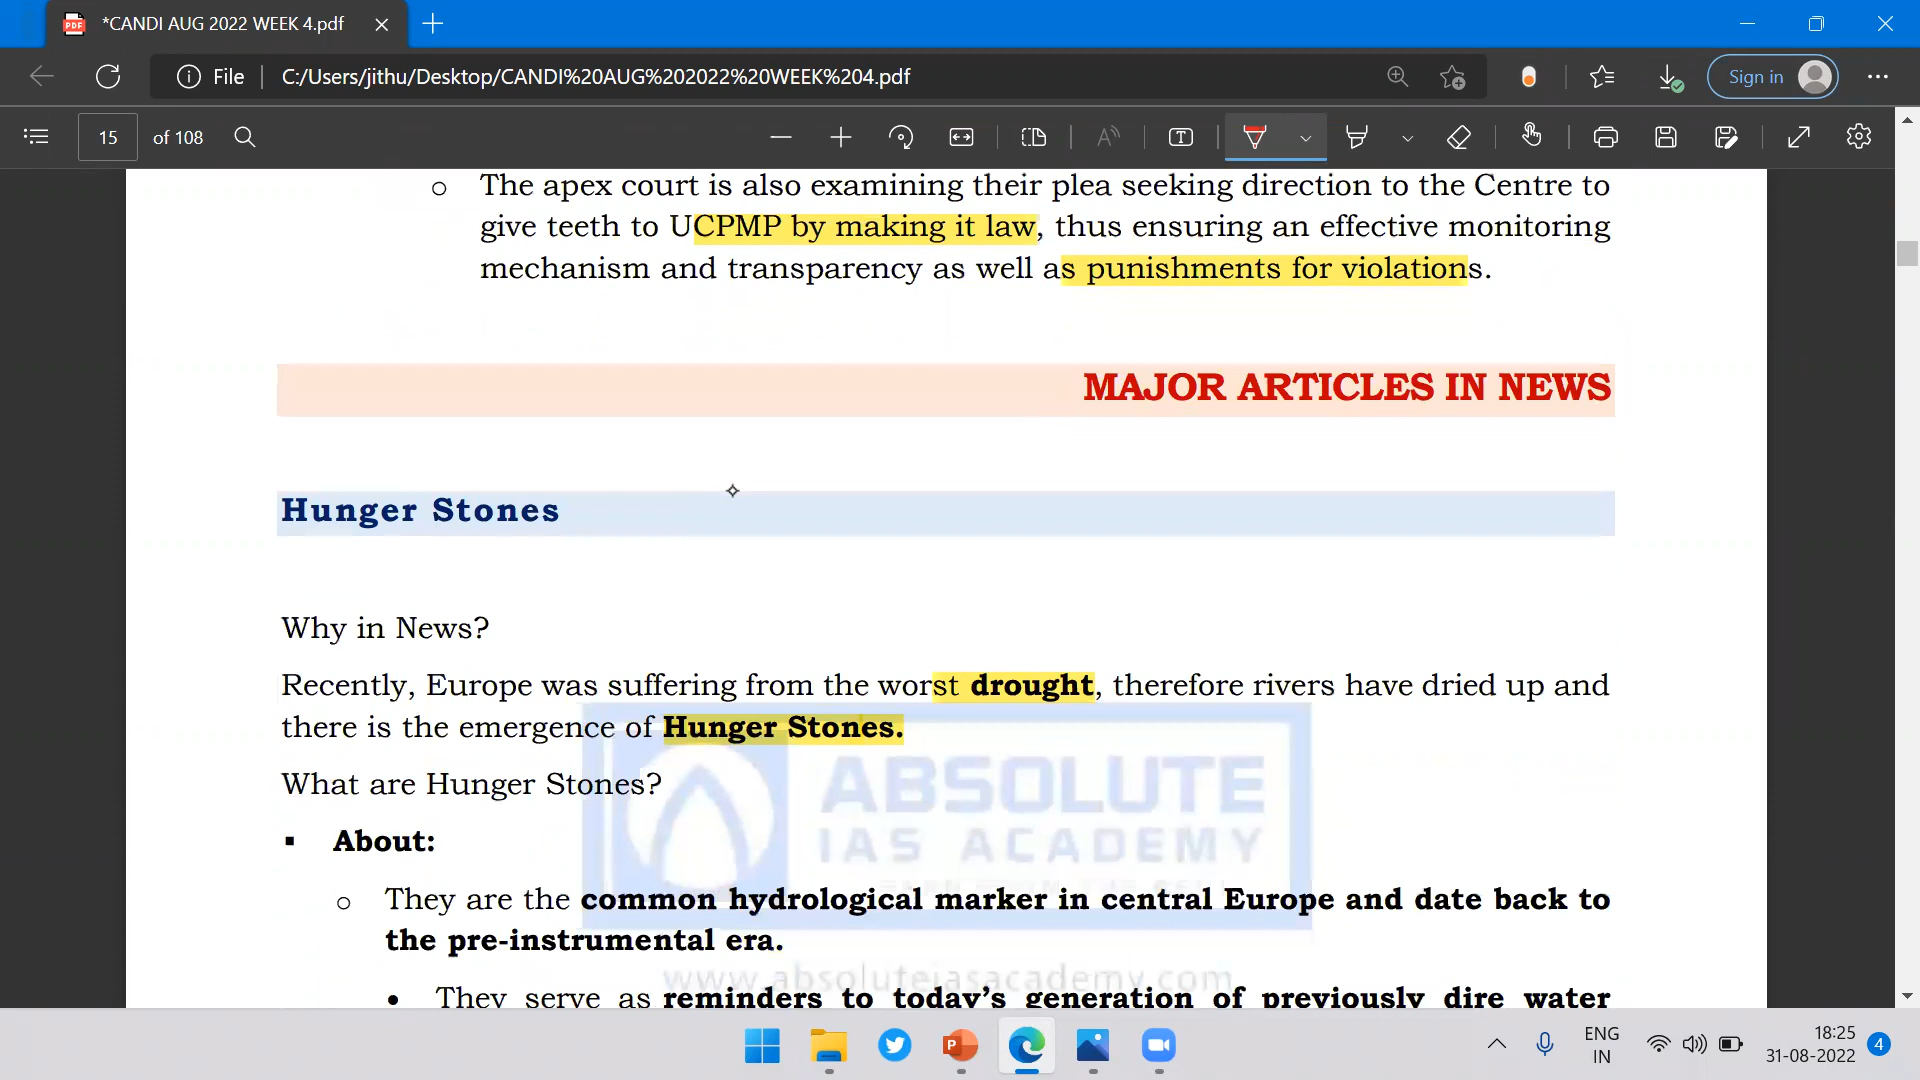 *CANDI AUG 2022 WEEK 4.pdf
File
C:/Users/jithu/Desktop/CANDI%20AUG%202022%20WEEK%204.pdf
Sign in
15 of 108
○ The apex court is also examining their plea seeking direction to the Centre to
give teeth to UCPMP by making it law, thus ensuring an effective monitoring
mechanism and transparency as well as punishments for violations.
MAJOR ARTICLES IN NEWS
Hunger Stones
Why in News?
Recently, Europe was suffering from the worst drought, therefore rivers have dried up and
there is the emergence of Hunger Stones.
What are Hunger Stones?
▪ About:
○ They are the common hydrological marker in central Europe and date back to
the pre-instrumental era.
• They serve as reminders to today's generation of previously dire water
ABSOLUTE
IAS ACADEMY
www.absoluteiasacademy.com
ENG
IN
18:25
31-08-2022
4